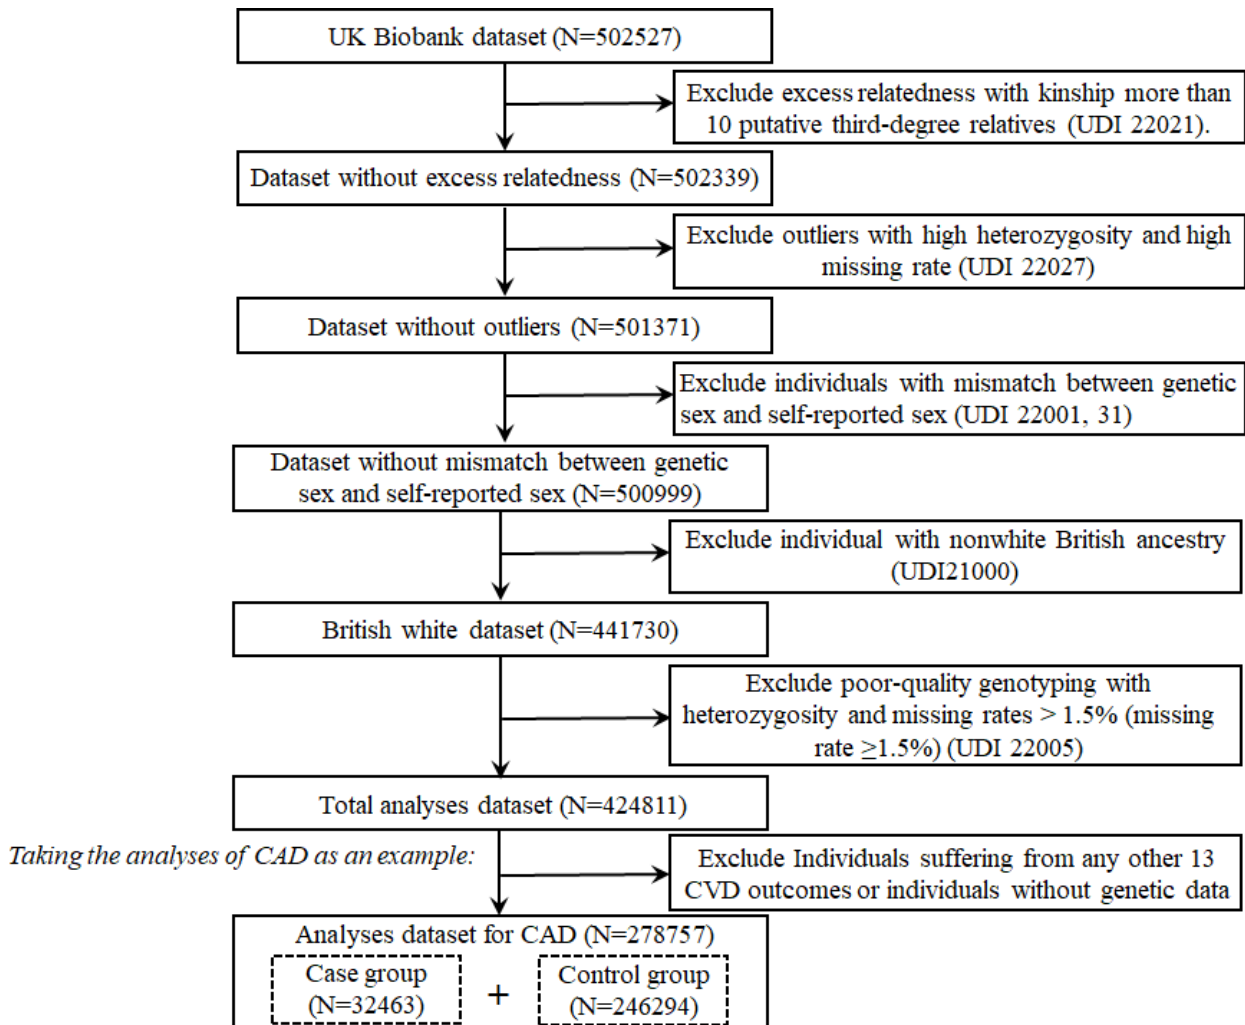 UK Biobank dataset (N=502527)
Exclude excess relatedness with kinship more than
10 putative third-degree relatives (UDI 22021).
Dataset without excess relatedness (N=502339)
Exclude outliers with high heterozygosity and high
missing rate (UDI 22027)
Dataset without outliers (N=501371)
Exclude individuals with mismatch between genetic
sex and self-reported sex (UDI 22001, 31)
Dataset without mismatch between genetic
sex and self-reported sex (N=500999)
Exclude individual with nonwhite British ancestry
(UDI21000)
British white dataset (N=441730)
Exclude poor-quality genotyping with
heterozygosity and missing rates > 1.5% (missing
rate ≥1.5%) (UDI 22005)
Total analyses dataset (N=424811)
Taking the analyses of CAD as an example:
Exclude Individuals suffering from any other 13
CVD outcomes or individuals without genetic data
Analyses dataset for CAD (N=278757)
Case group
(N=32463)
+
Control group
(N=246294)